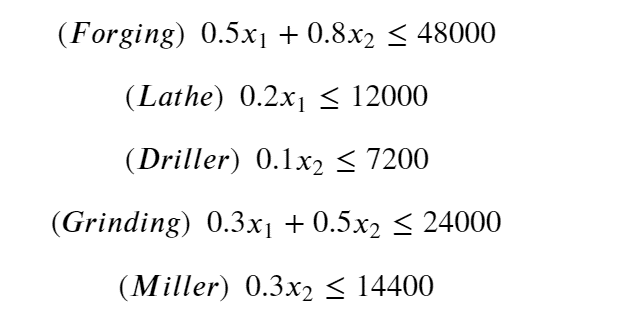 (Forging) 0.5x₁ + 0.8x₂ ≤ 48000
(Lathe) 0.2x₁ ≤ 12000
(Driller) 0.1x₂ ≤ 7200
(Grinding) 0.3x₁ + 0.5x₂ ≤ 24000
(Miller) 0.3x₂ ≤ 14400